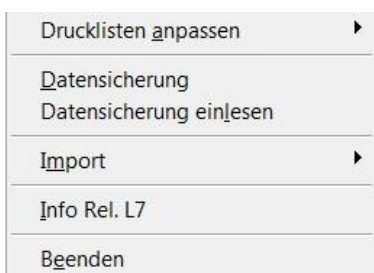 Drucklisten anpassen
Datensicherung
Datensicherung einlesen
Import
Info Rel. L7
Beenden